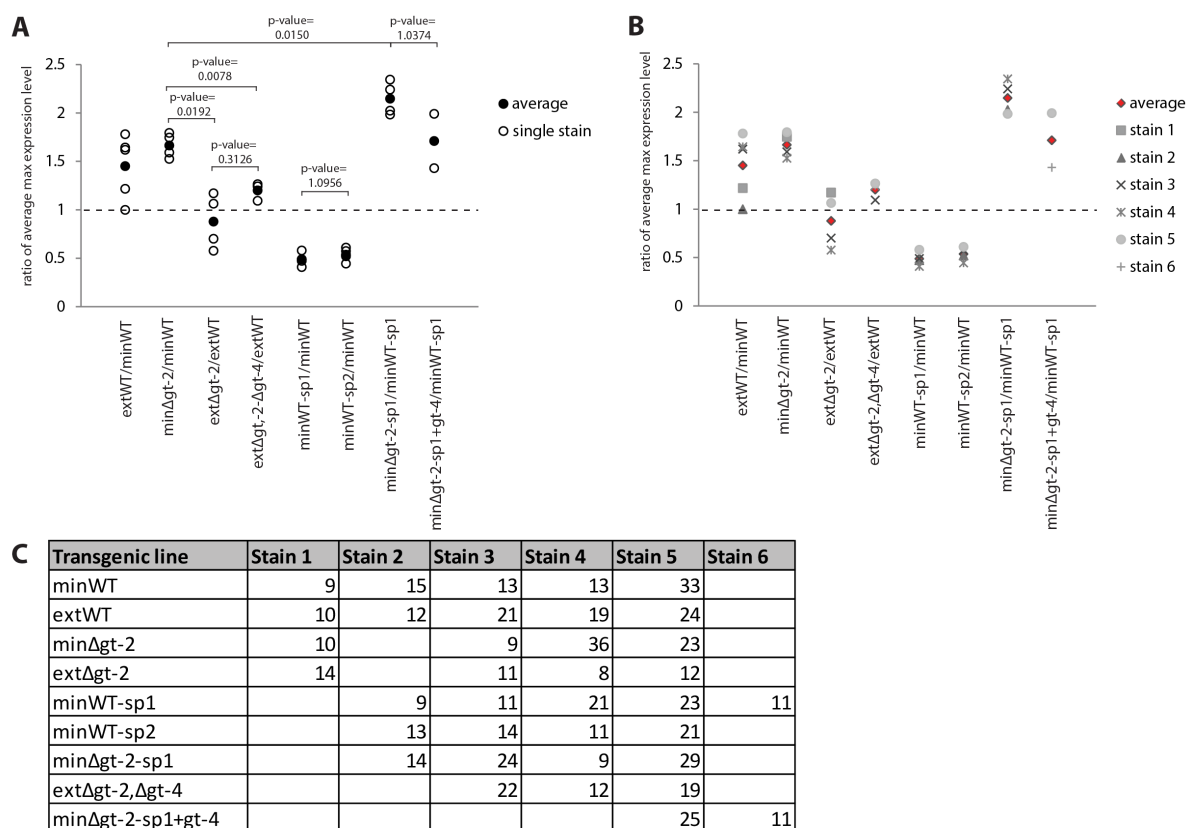 A
p-value=
0.0150
p-value=
1.0374
p-value=
0.0078
p-value=
0.0192
p-value=
0.3126
p-value=
1.0956
ratio of average max expression level
2.5
2
1.5
1
0.5
0
average
single stain
extWT/minWT
minΔgt-2/minWT
extΔgt-2/extWT
extΔgt,-2-Δgt-4/extWT
minWT-sp1/minWT
minWT-sp2/minWT
minΔgt-2-sp1/minWT-sp1
minΔgt-2-sp1+gt-4/minWT-sp1
B
ratio of average max expression level
2.5
2
1.5
1
0.5
0
average
stain 1
stain 2
stain 3
stain 4
stain 5
stain 6
extWT/minWT
minΔgt-2/minWT
extΔgt-2/extWT
extΔgt-2,Δgt-4/extWT
minWT-sp1/minWT
minWT-sp2/minWT
minΔgt-2-sp1/minWT-sp1
minΔgt-2-sp1+gt-4/minWT-sp
C
Transgenic line Stain 1 Stain 2 Stain 3 Stain 4 Stain 5 Stain 6
minWT 9 15 13 13 33
extWT 10 12 21 19 24
minΔgt-2 10 9 36 23
extΔgt-2 14 11 8 12
minWT-sp1 9 11 21 23 11
minWT-sp2 13 14 11 21
minΔgt-2-sp1 14 24 9 29
extΔgt-2,Δgt-4 22 12 19
minΔgt-2-sp1+gt-4 25 11